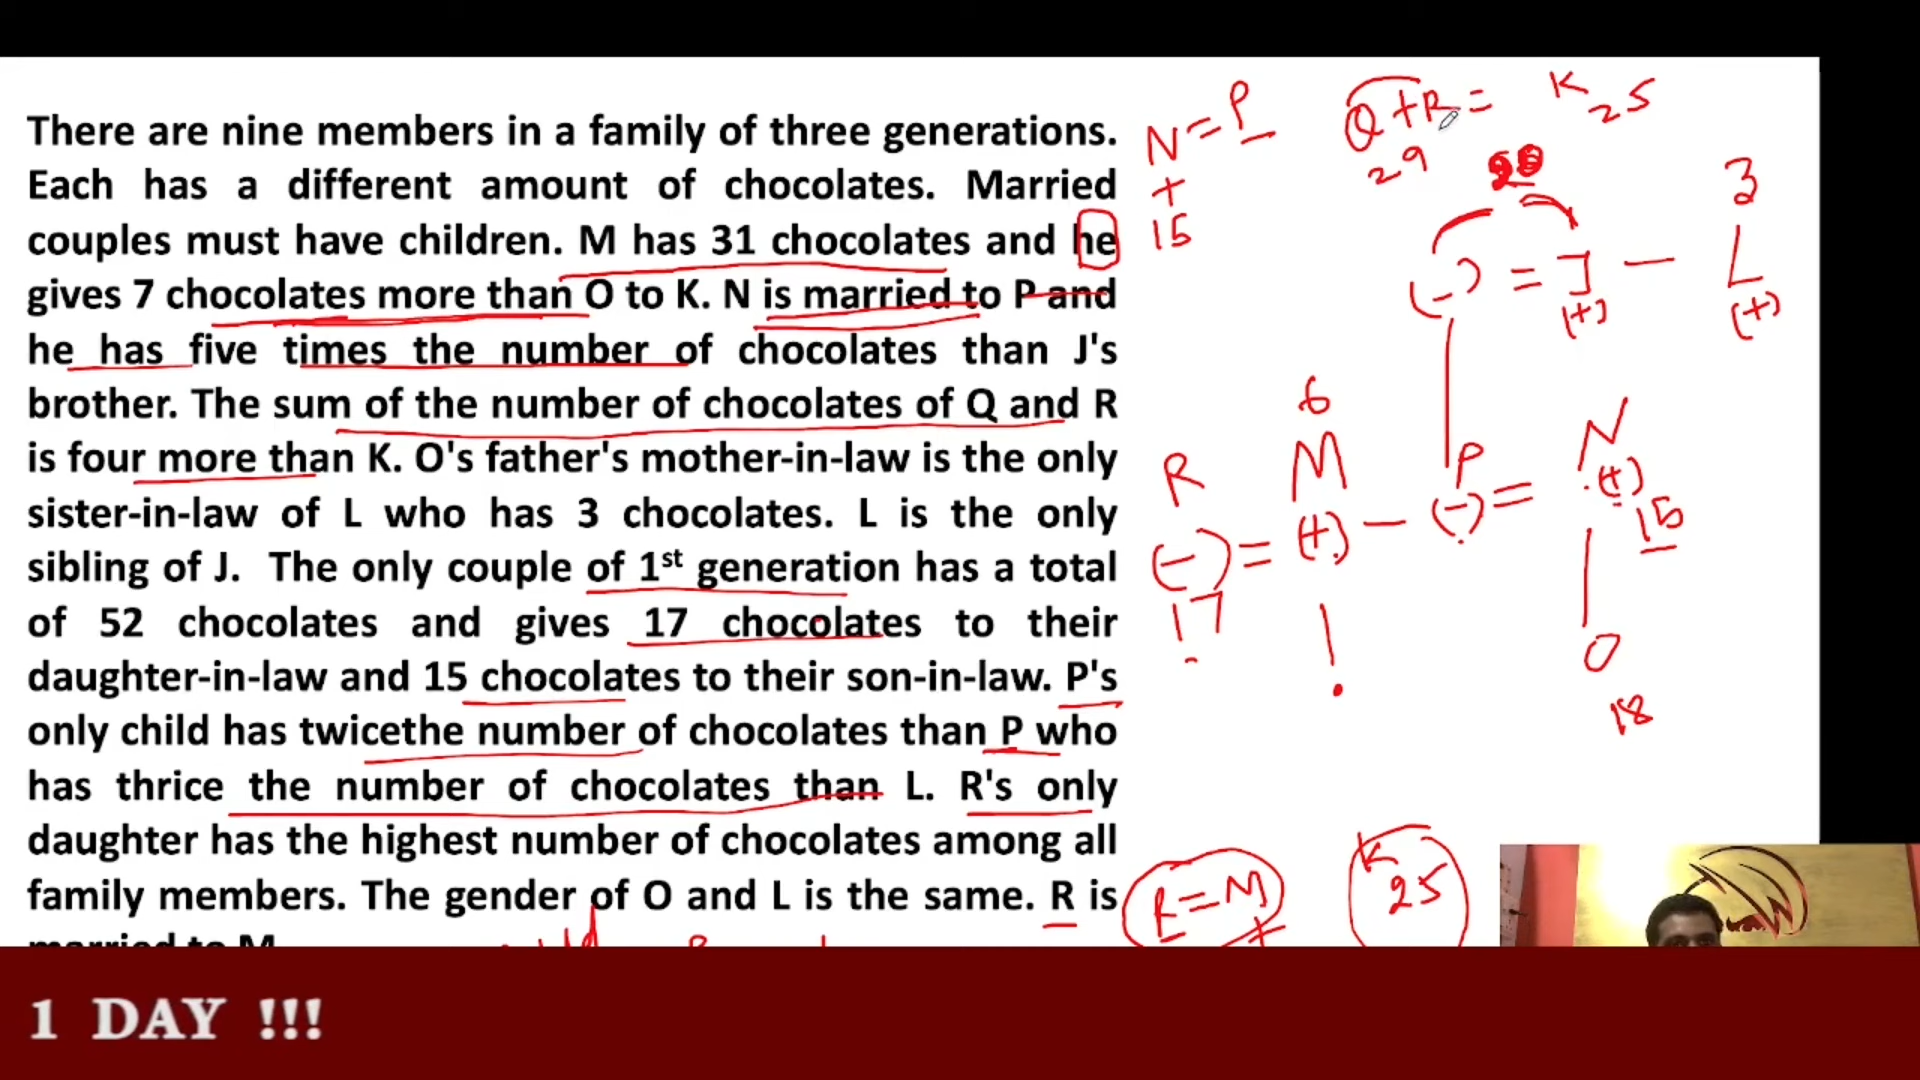 There are nine members in a family of three generations.
Each has a different amount of chocolates. Married
couples must have children. M has 31 chocolates and he
gives 7 chocolates more than O to K. N is married to P and
he has five times the number of chocolates than J's
brother. The sum of the number of chocolates of Q and R
is four more than K. O's father's mother-in-law is the only
sister-in-law of L who has 3 chocolates. L is the only
sibling of J. The only couple of 1st generation has a total
of 52 chocolates and gives 17 chocolates to their
daughter-in-law and 15 chocolates to their son-in-law. P's
only child has twicethe number of chocolates than P who
has thrice the number of chocolates than L. R's only
daughter has the highest number of chocolates among all
family members. The gender of O and L is the same. R is
married to M
N = P
+
15
Q + R = K 25
29
3
(-) = J - L
(+) (+)
6
R M P N
(-) = (+) - (-) = (+)
17 15
O
18
R = M
+
K
25
1 DAY !!!